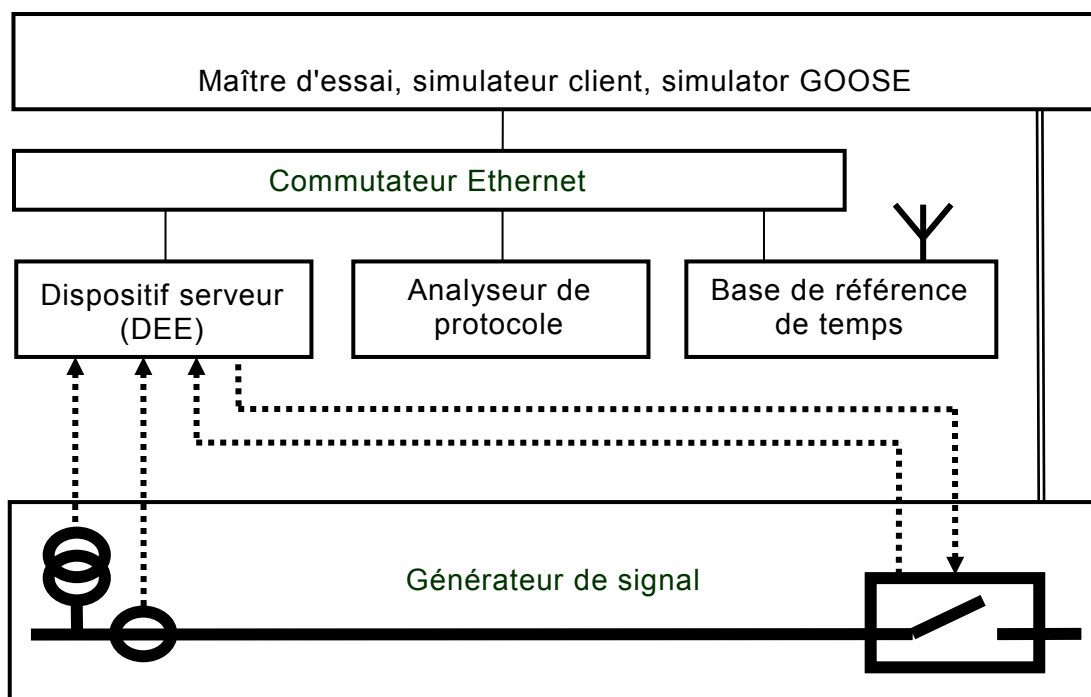 Maître d'essai, simulateur client, simulator GOOSE
Commutateur Ethernet
Dispositif serveur
(DEE)
Analyseur de
protocole
Base de référence
de temps
Générateur de signal